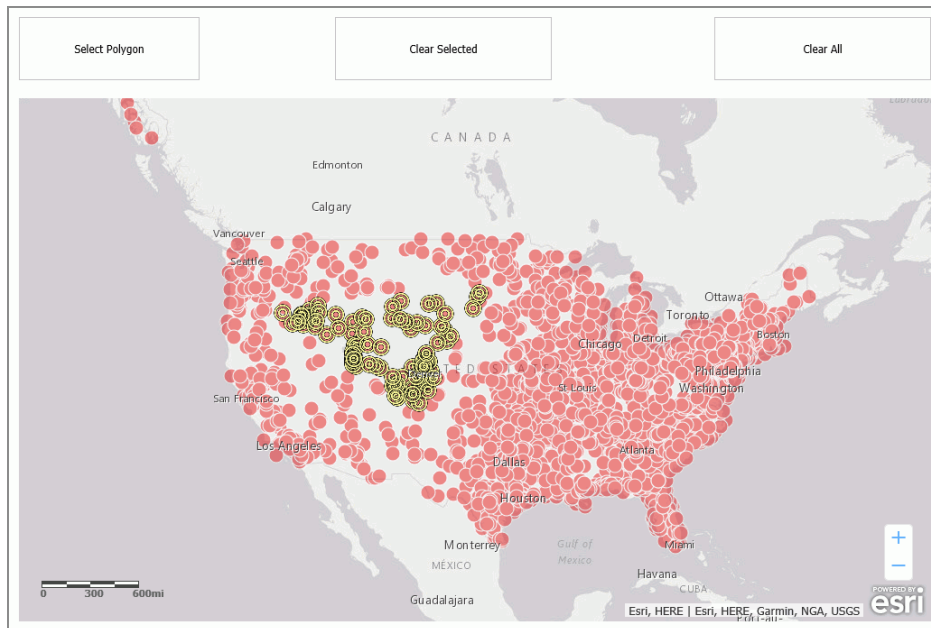 Select Polygon
Clear Selected
Clear All
CANADA
Edmonton
Calgary
Vancouver
Seattle
Ottawa
Toronto
Boston
Detroit
Chicago
UNITED STATES
Philadelphia
St Louis
Washington
San Francisco
Los Angeles
Atlanta
Dallas
Houston
Monterrey
Gulf of
Mexico
Miami
MÉXICO
Havana
CUBA
Guadalajara
0 300 600mi
+
−
POWERED BY
esri
Esri, HERE | Esri, HERE, Garmin, NGA, USGS